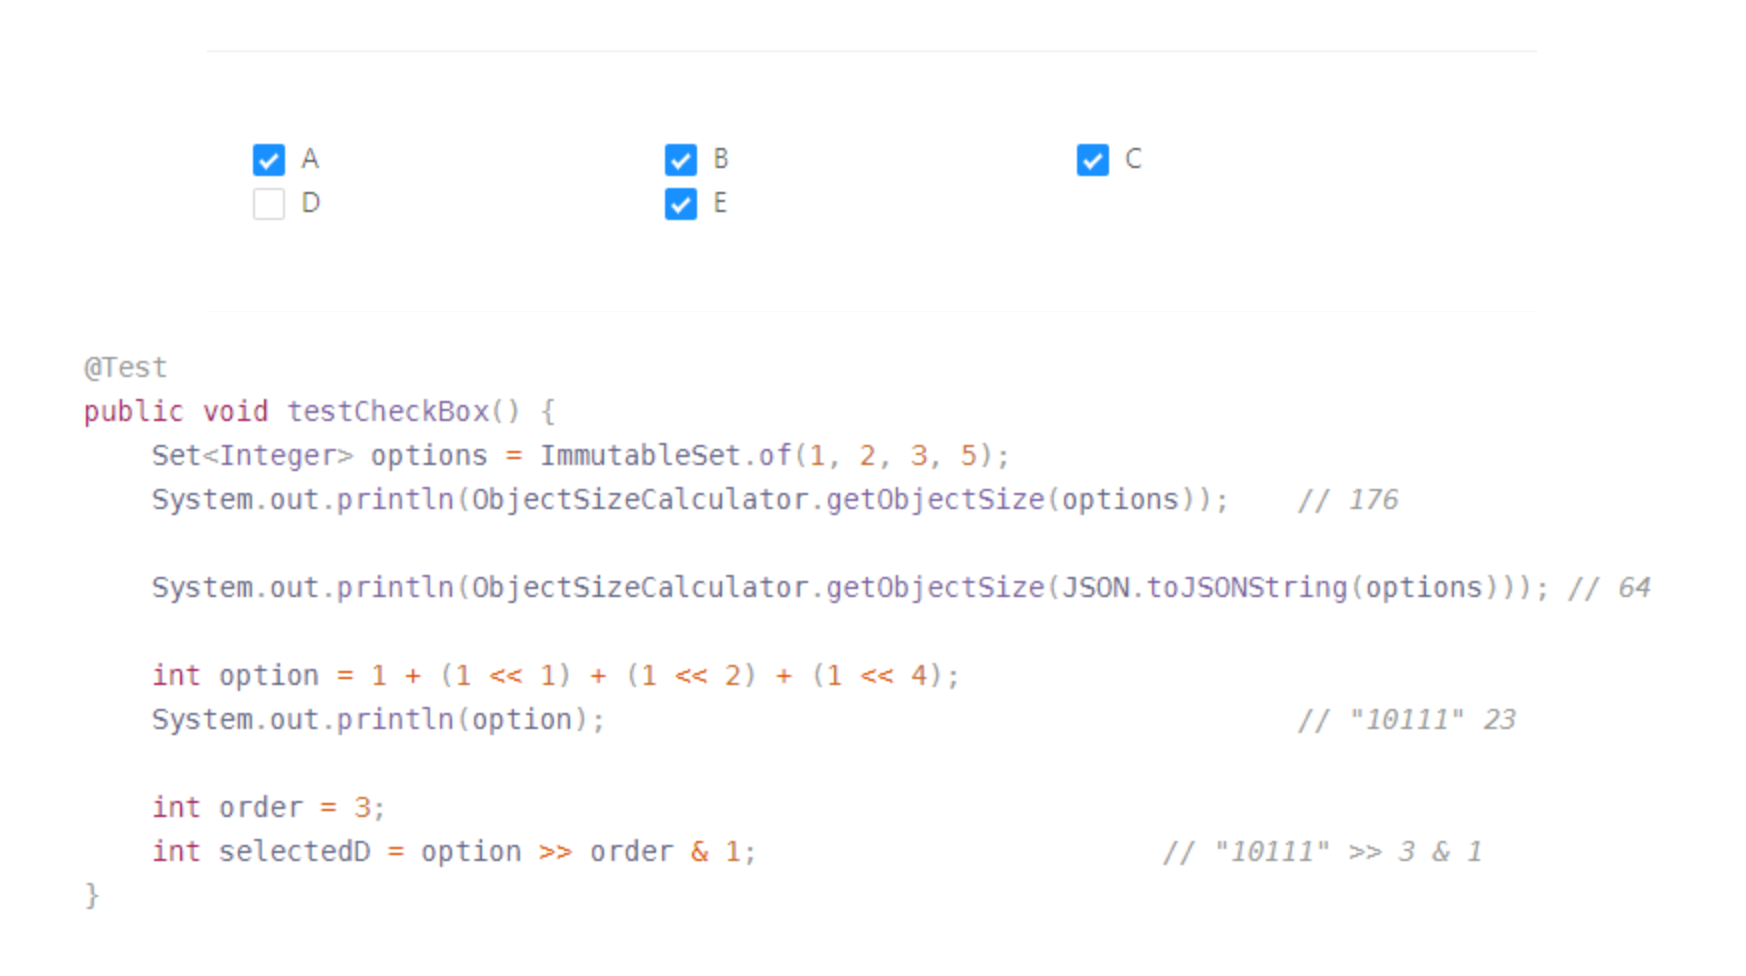 A B C
D E
@Test
public void testCheckBox() {
Set<Integer> options = ImmutableSet.of(1, 2, 3, 5);
System.out.println(ObjectSizeCalculator.getObjectSize(options)); // 176
System.out.println(ObjectSizeCalculator.getObjectSize(JSON.toJSONString(options))); // 64
int option = 1 + (1 << 1) + (1 << 2) + (1 << 4);
System.out.println(option); // "10111" 23
int order = 3;
int selectedD = option >> order & 1; // "10111" >> 3 & 1
}